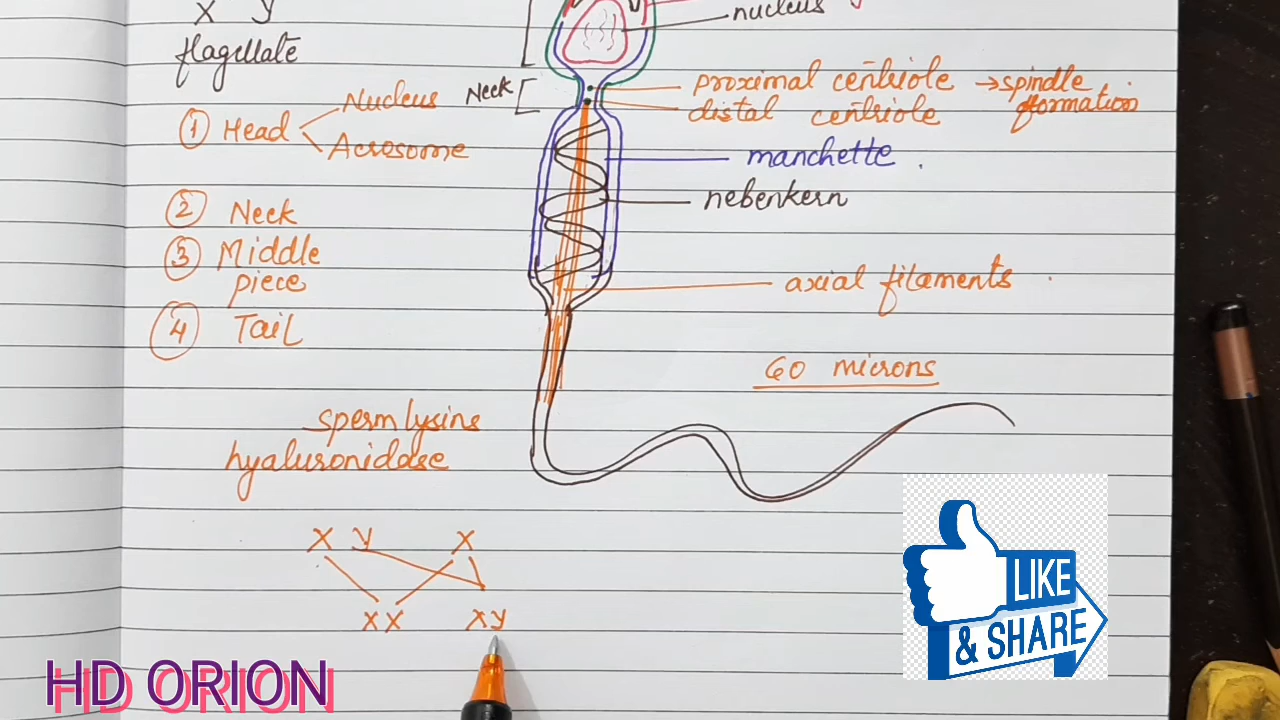 X Y
flagellate
nucleus
Neck
proximal centriole → spindle formation
distal centriole
① Head
Nucleus
Acrosome
manchette
nebenkern
② Neck
③ Middle
piece
axial filaments
④ Tail
60 microns
sperm lysins
hyaluronidase
X Y X
XX XY
LIKE
& SHARE
HD ORION